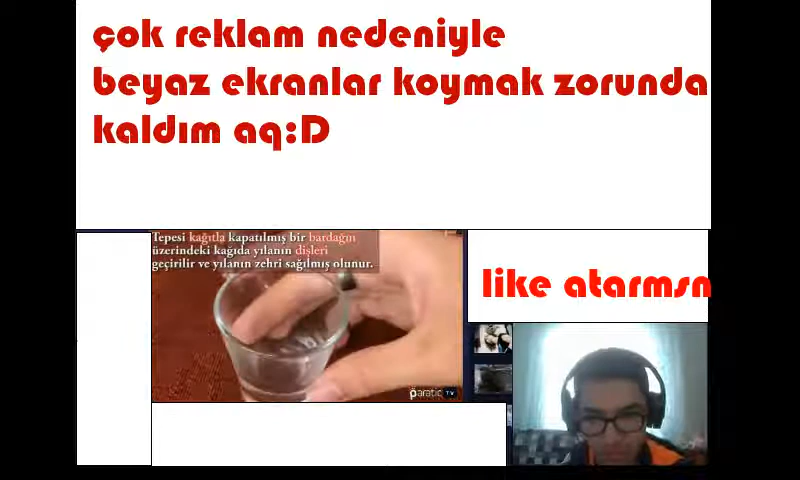 çok reklam nedeniyle
beyaz ekranlar koymak zorunda
kaldım aq:D
Tepesi kağıtla kapatılmış bir bardağın
üzerindeki kağıda yılanın dişleri
geçirilir ve yılanın zehri sağılmış olunur.
like atarmsn
paratic TV